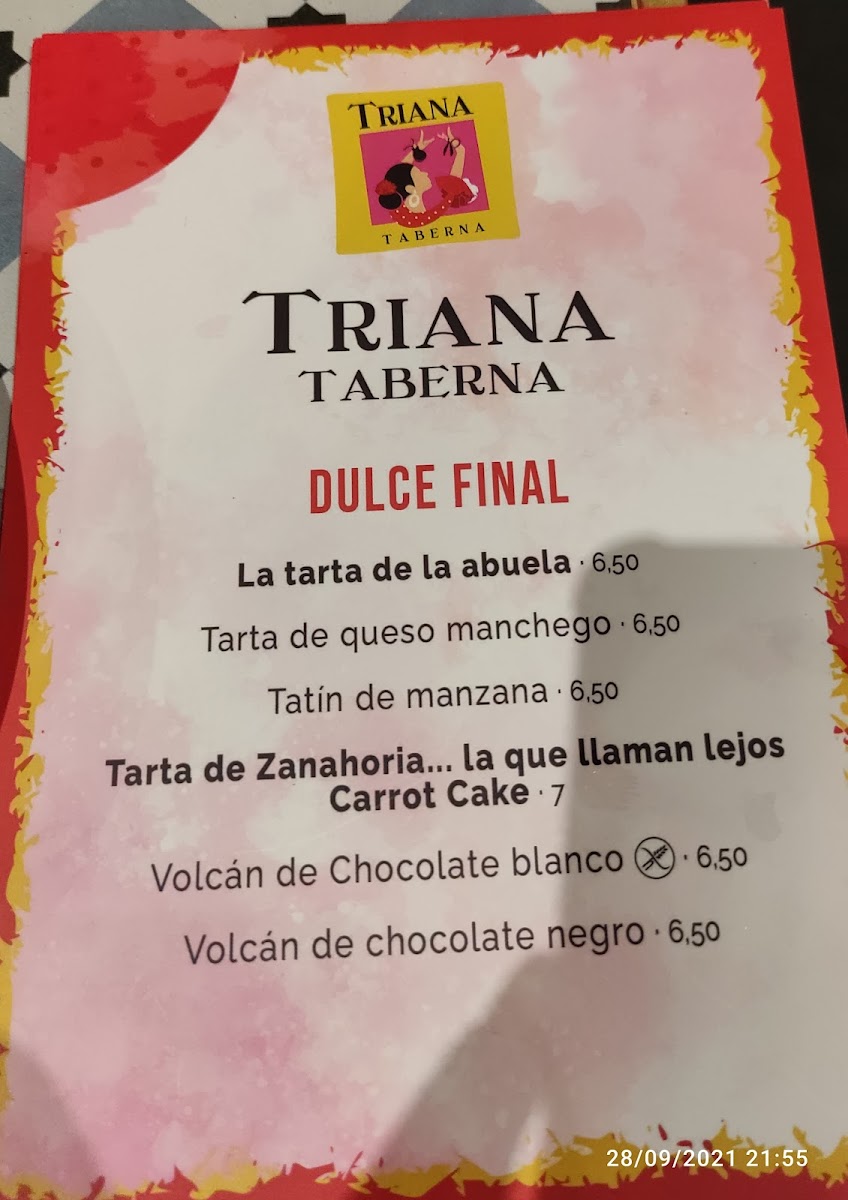 TRIANA
TABERNA
TRIANA
TABERNA
DULCE FINAL
La tarta de la abuela · 6,50
Tarta de queso manchego · 6,50
Tatín de manzana · 6,50
Tarta de Zanahoria... la que llaman lejos
Carrot Cake · 7
Volcán de Chocolate blanco · 6,50
Volcán de chocolate negro · 6,50
28/09/2021 21:55